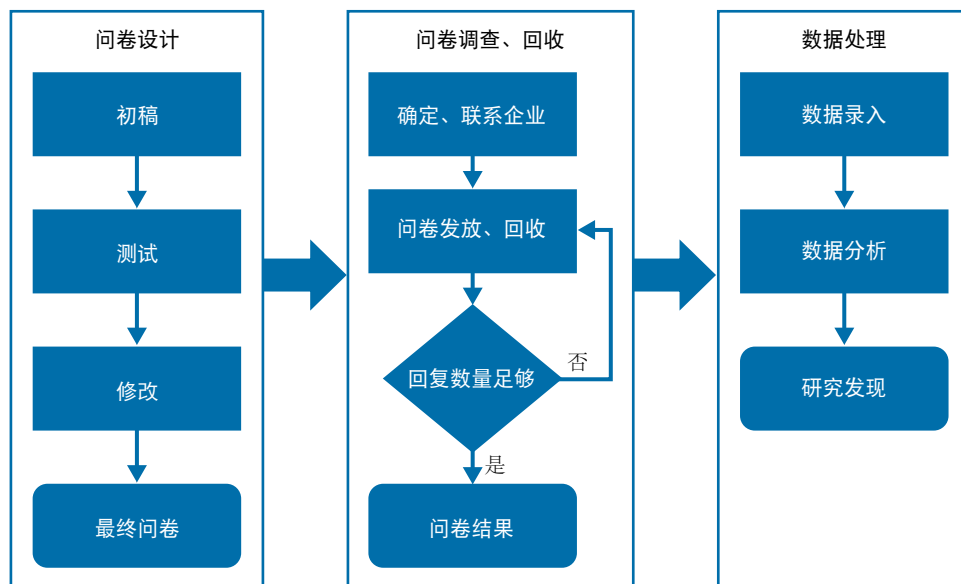 问卷设计
初稿
测试
修改
最终问卷
问卷调查、回收
确定、联系企业
问卷发放、回收
回复数量足够
否
是
问卷结果
数据处理
数据录入
数据分析
研究发现